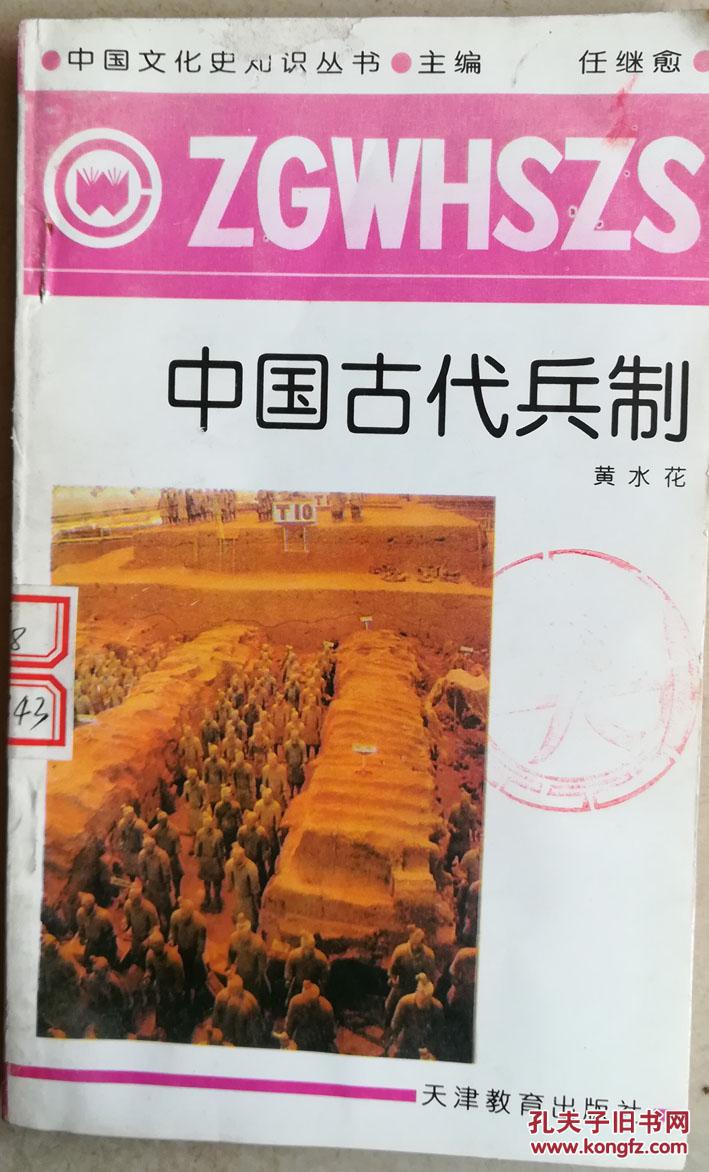 ●中国文化史知识丛书●主编 任继愈●
ZGWHSZS
中国古代兵制
黄水花
T10
8
43
天津教育出版社
孔夫子旧书网
www.kongfz.com